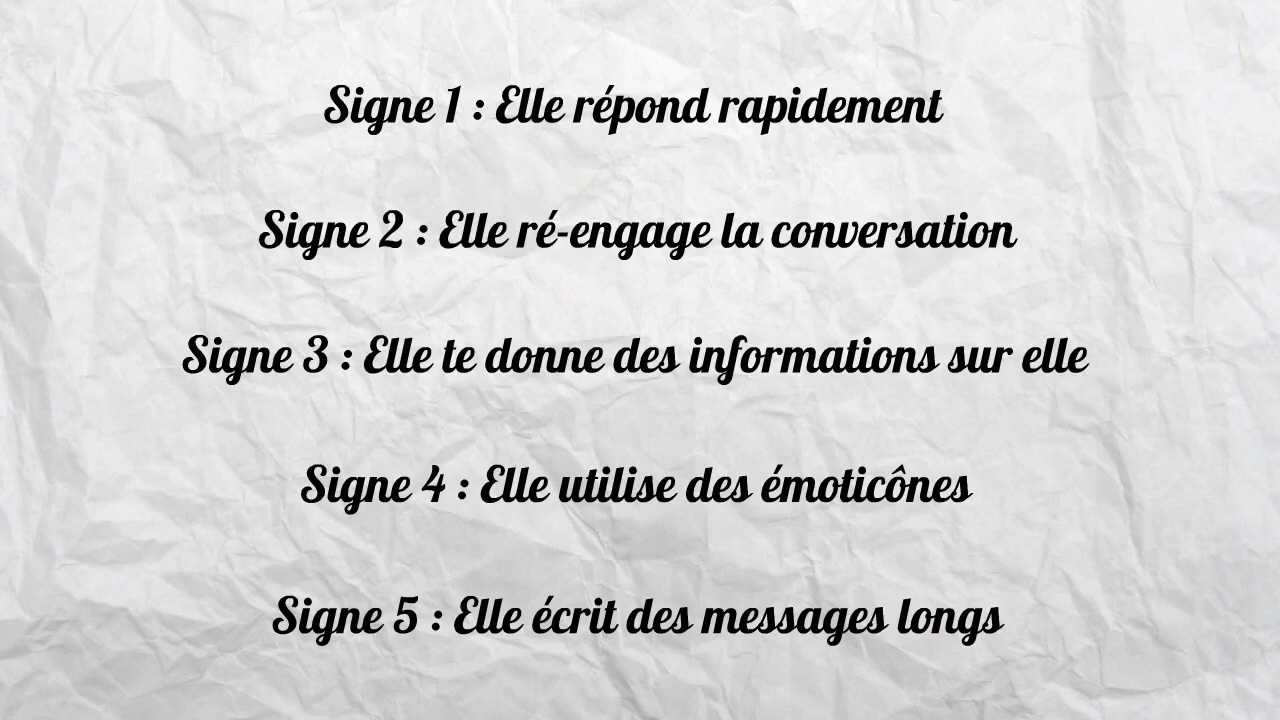 Signe 1 : Elle répond rapidement
Signe 2 : Elle ré-engage la conversation
Signe 3 : Elle te donne des informations sur elle
Signe 4 : Elle utilise des émoticônes
Signe 5 : Elle écrit des messages longs